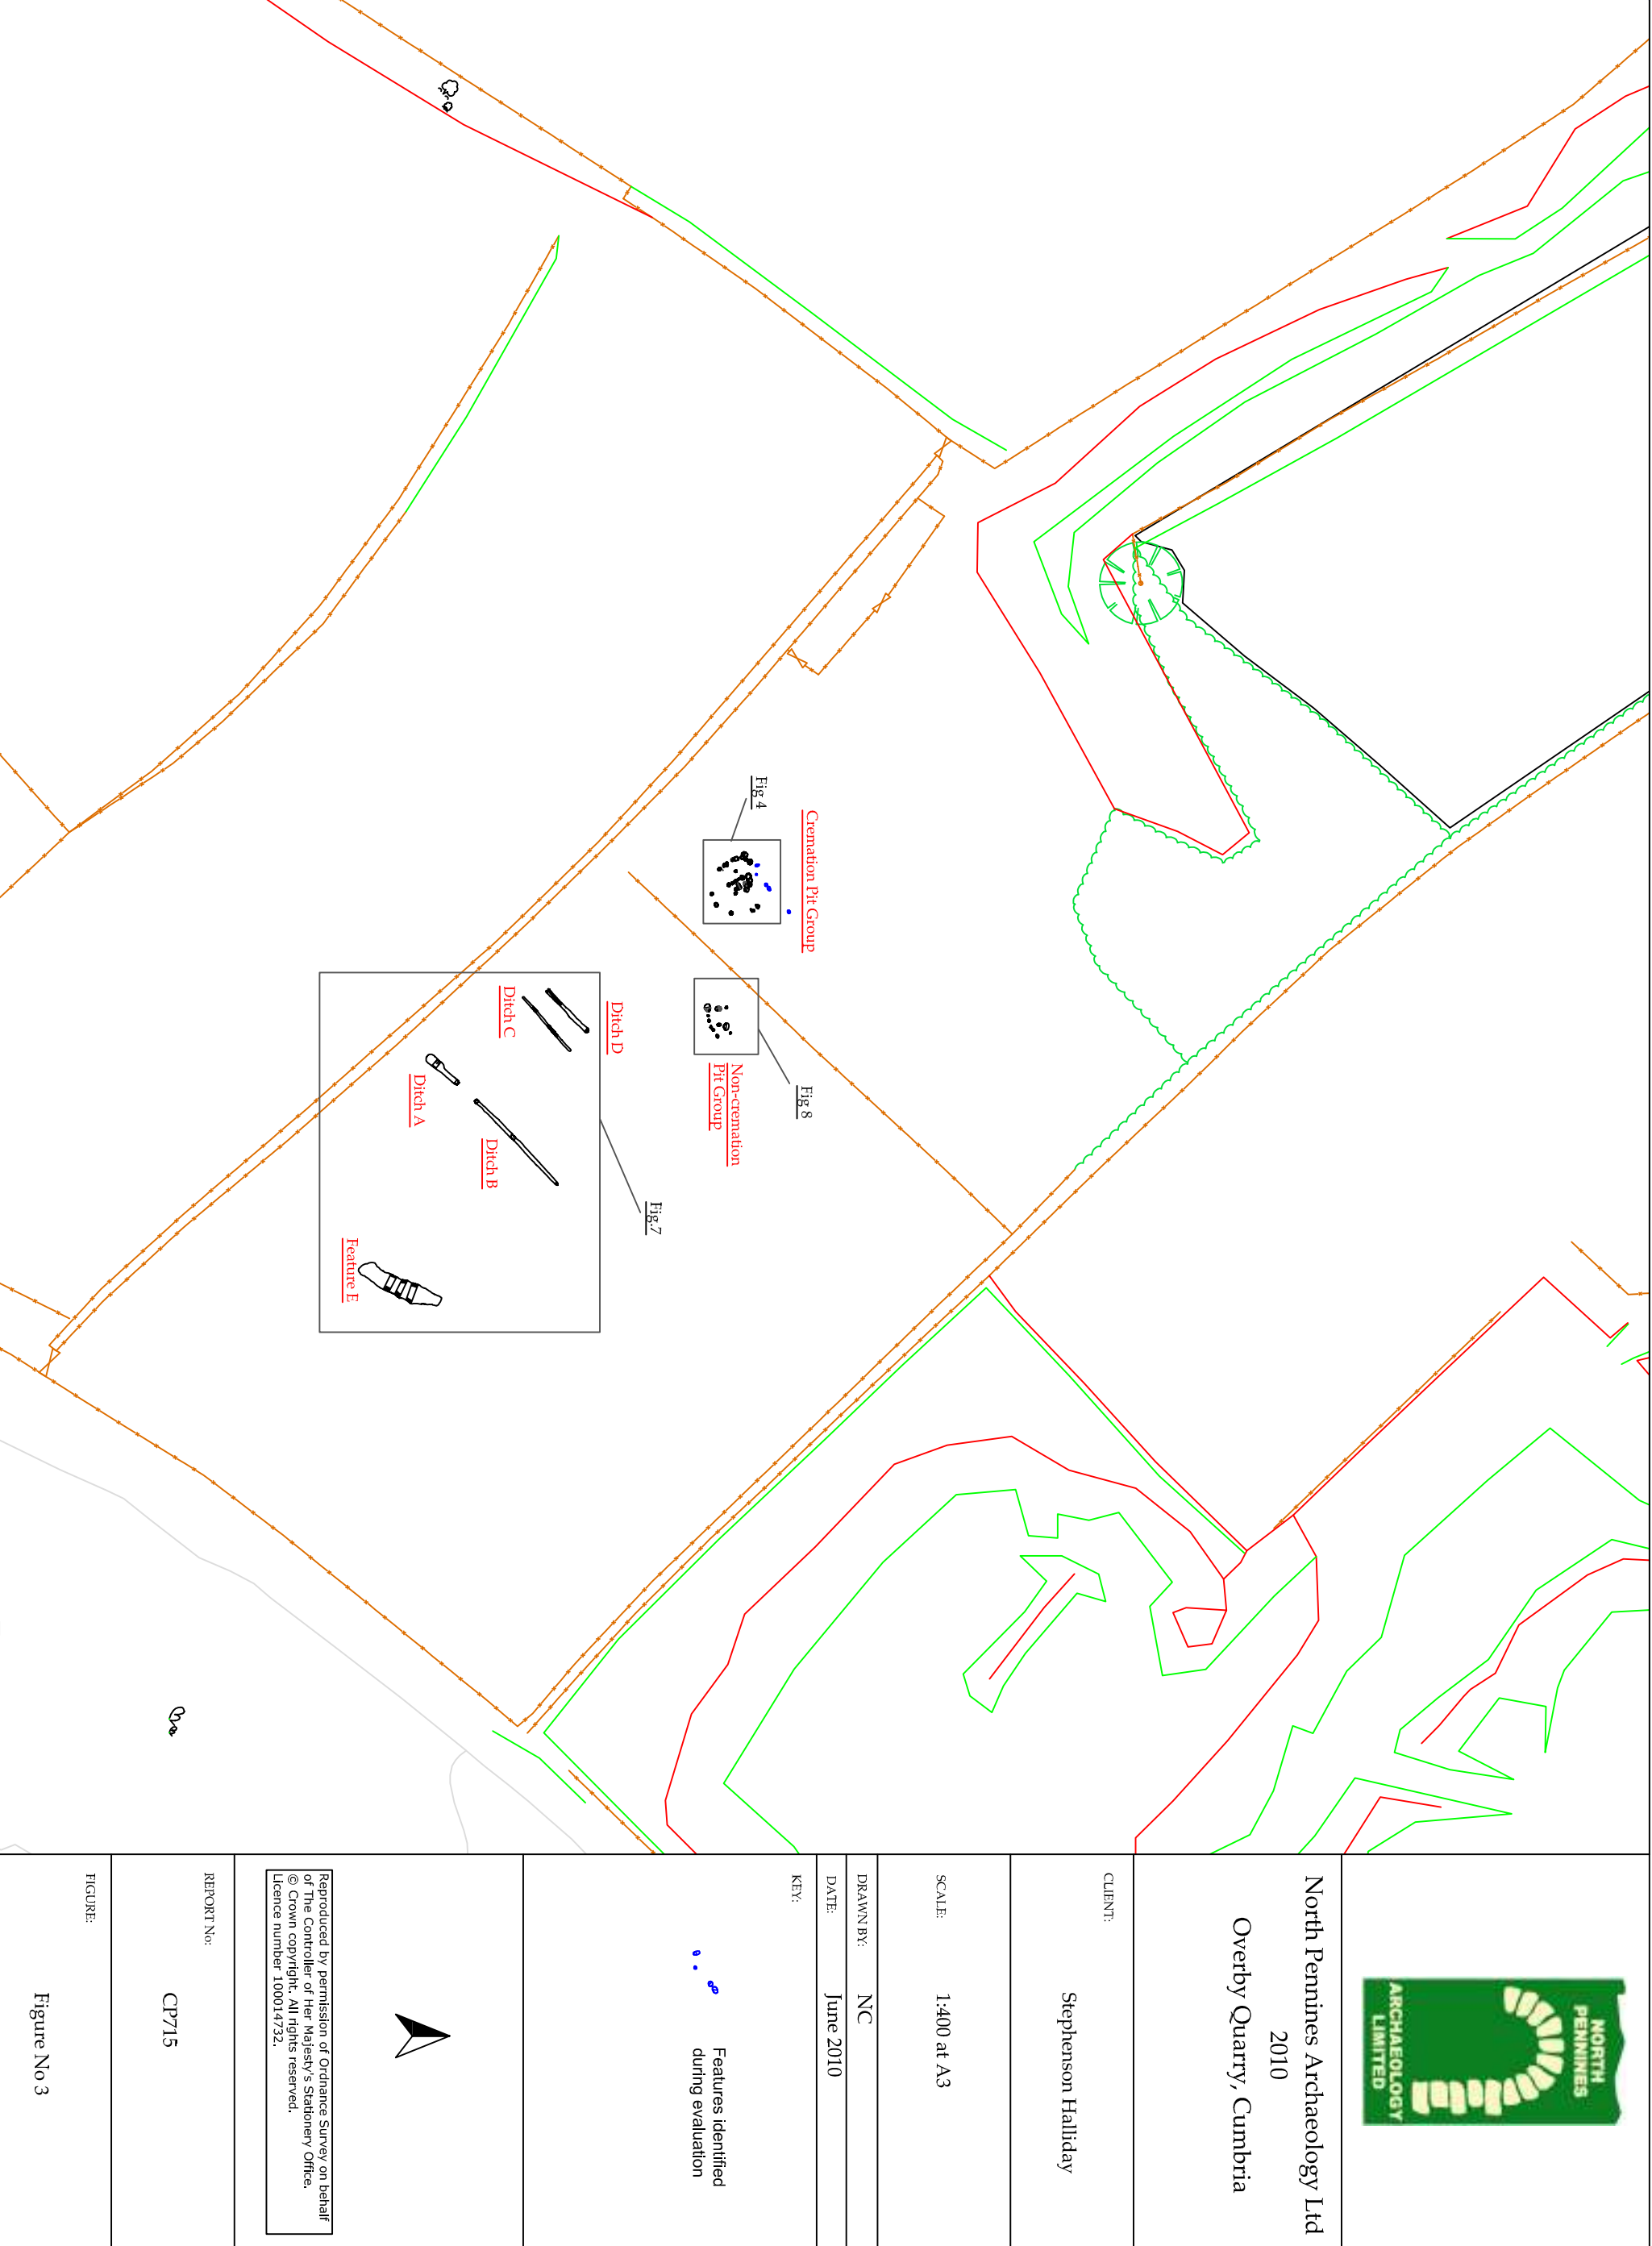 Fig 4
Cremation Pit Group
Fig 8
Non-cremation
Pit Group
Ditch D
Ditch C
Ditch A
Ditch B
Fig.7
Feature E
NORTH
PENNINES
ARCHAEOLOGY
LIMITED
North Pennines Archaeology Ltd
2010
Overby Quarry, Cumbria
CLIENT:
Stephenson Halliday
SCALE:
1:400 at A3
DRAWN BY:
NC
DATE:
June 2010
KEY:
Features identified
during evaluation
Reproduced by permission of Ordnance Survey on behalf
of The Controller of Her Majesty's Stationery Office.
© Crown copyright. All rights reserved.
Licence number 100014732.
REPORT No:
CP715
FIGURE:
Figure No 3